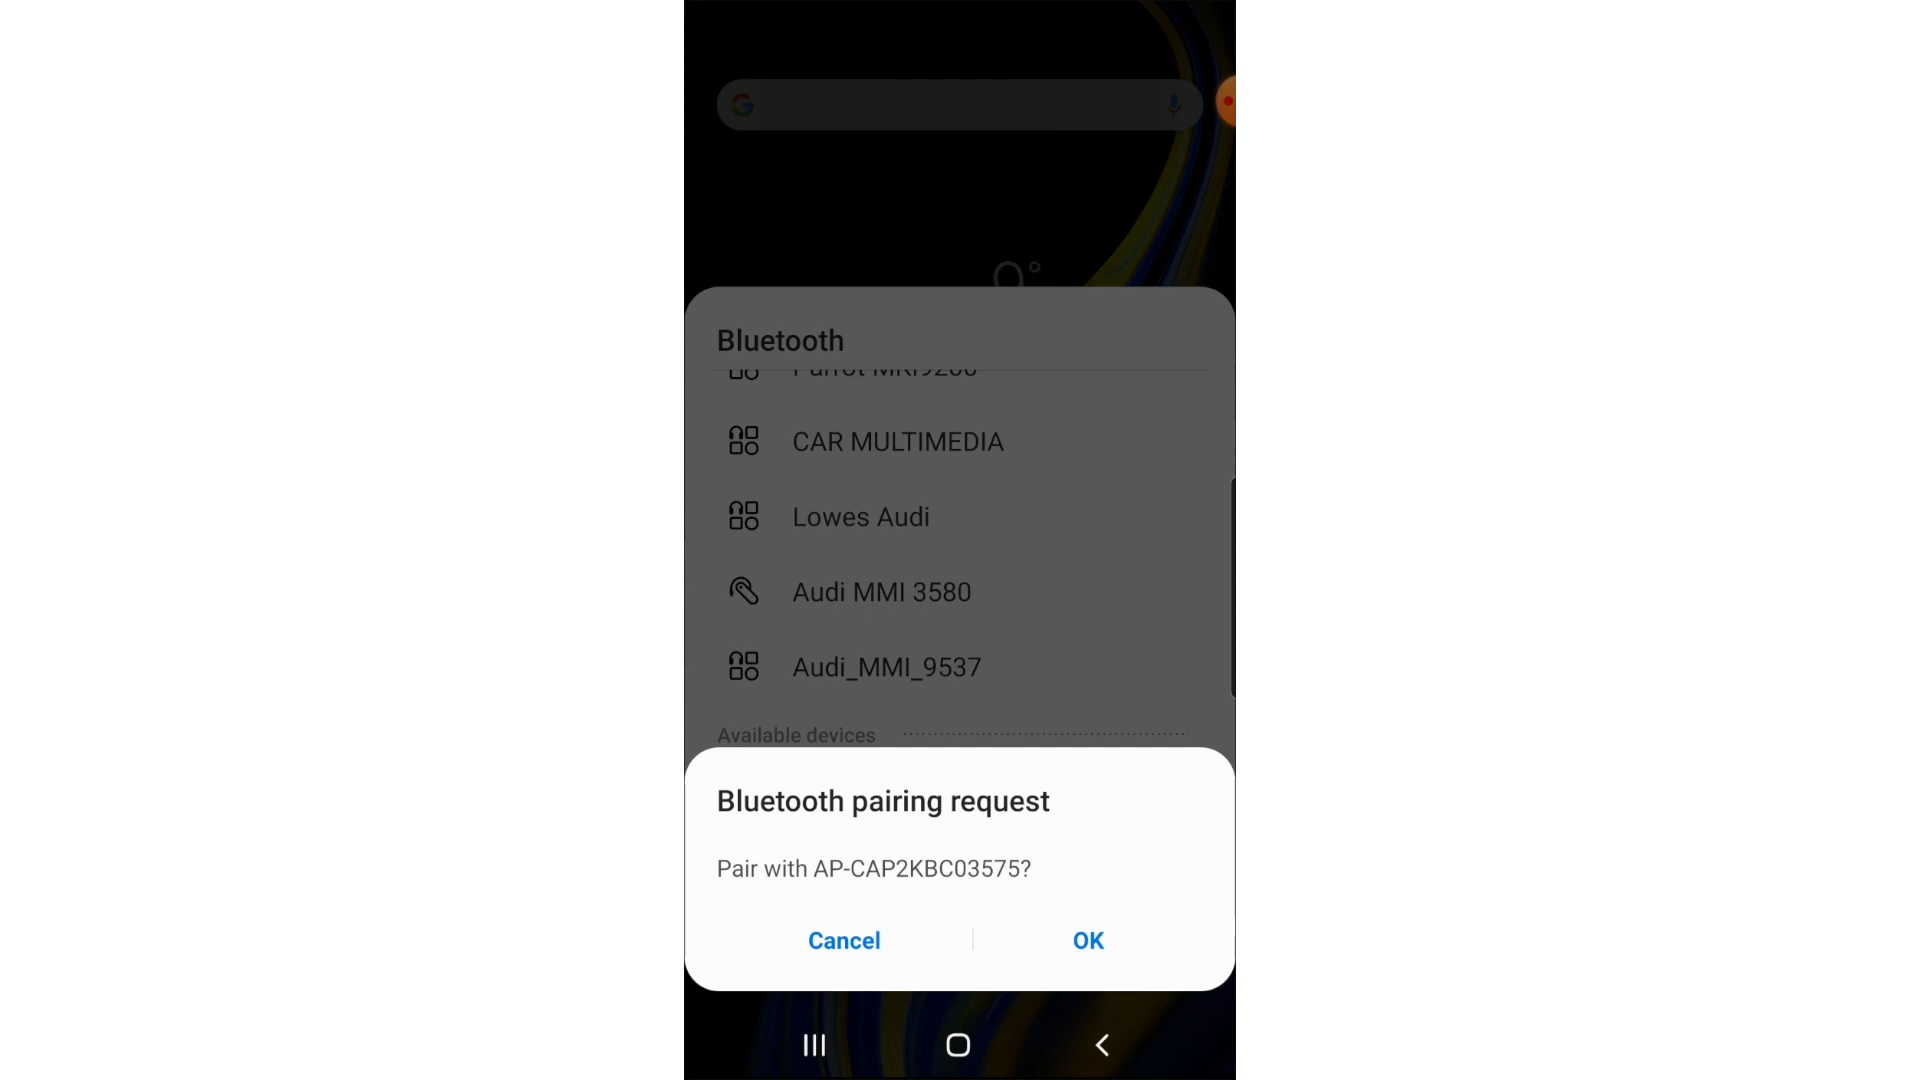 Bluetooth
CAR MULTIMEDIA
Lowes Audi
Audi MMI 3580
Audi_MMI_9537
Available devices
Bluetooth pairing request
Pair with AP-CAP2KBC03575?
Cancel
OK